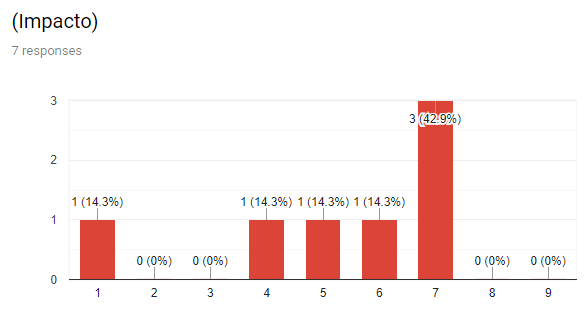 (Impacto)
7 responses
3
3 (42.9%)
2
1 (14.3%) 1 (14.3%) 1 (14.3%) 1 (14.3%)
1
0 (0%) 0 (0%) 0 (0%) 0 (0%)
0
1 2 3 4 5 6 7 8 9